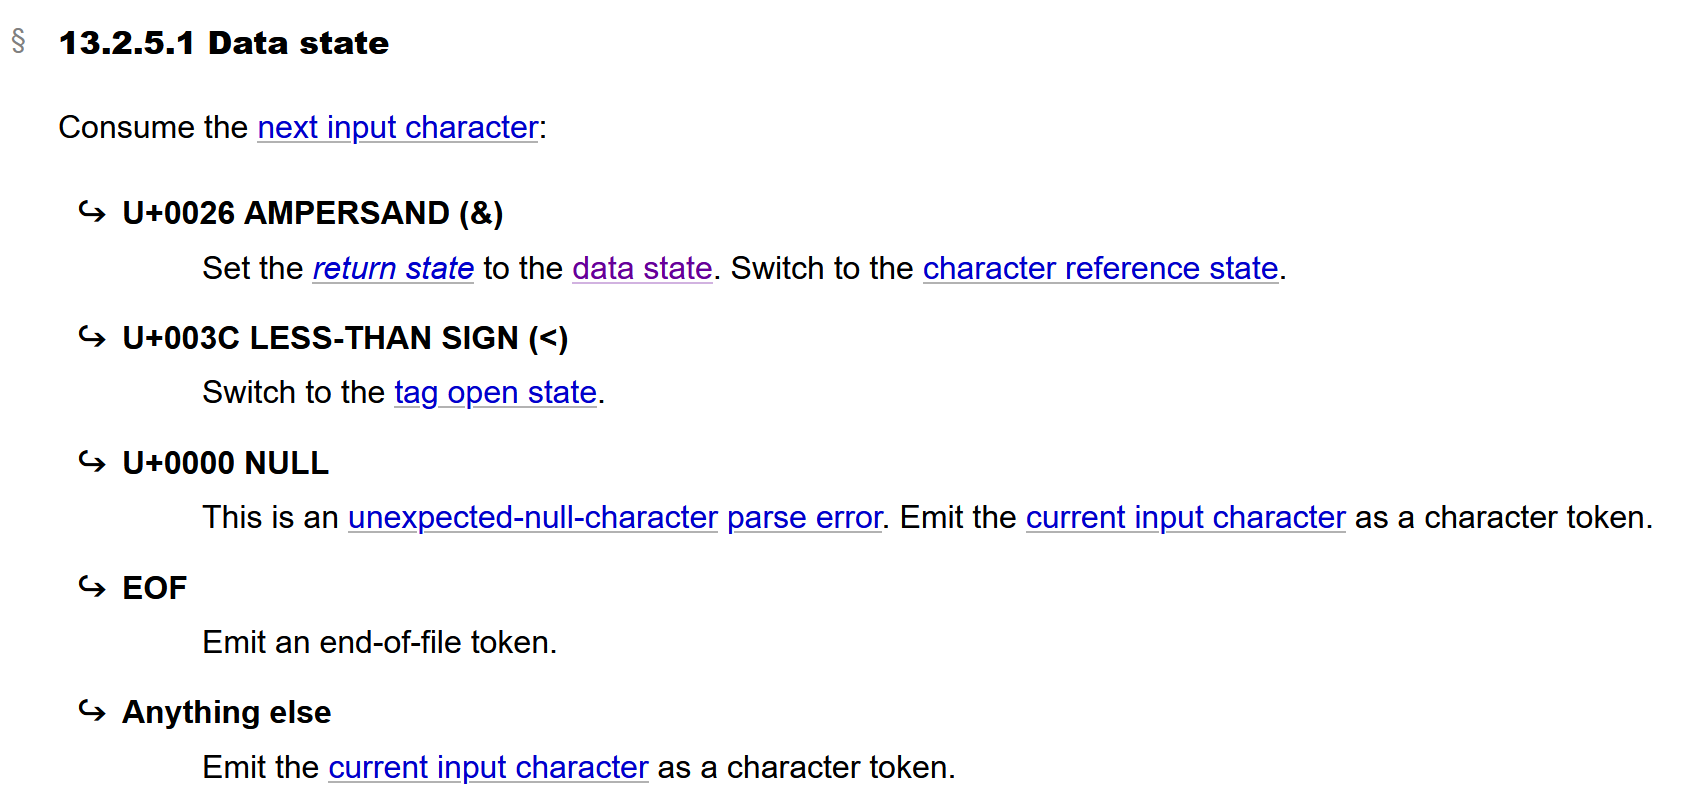 § 13.2.5.1 Data state
Consume the next input character:
↪ U+0026 AMPERSAND (&)
Set the return state to the data state. Switch to the character reference state.
↪ U+003C LESS-THAN SIGN (<)
Switch to the tag open state.
↪ U+0000 NULL
This is an unexpected-null-character parse error. Emit the current input character as a character token.
↪ EOF
Emit an end-of-file token.
↪ Anything else
Emit the current input character as a character token.